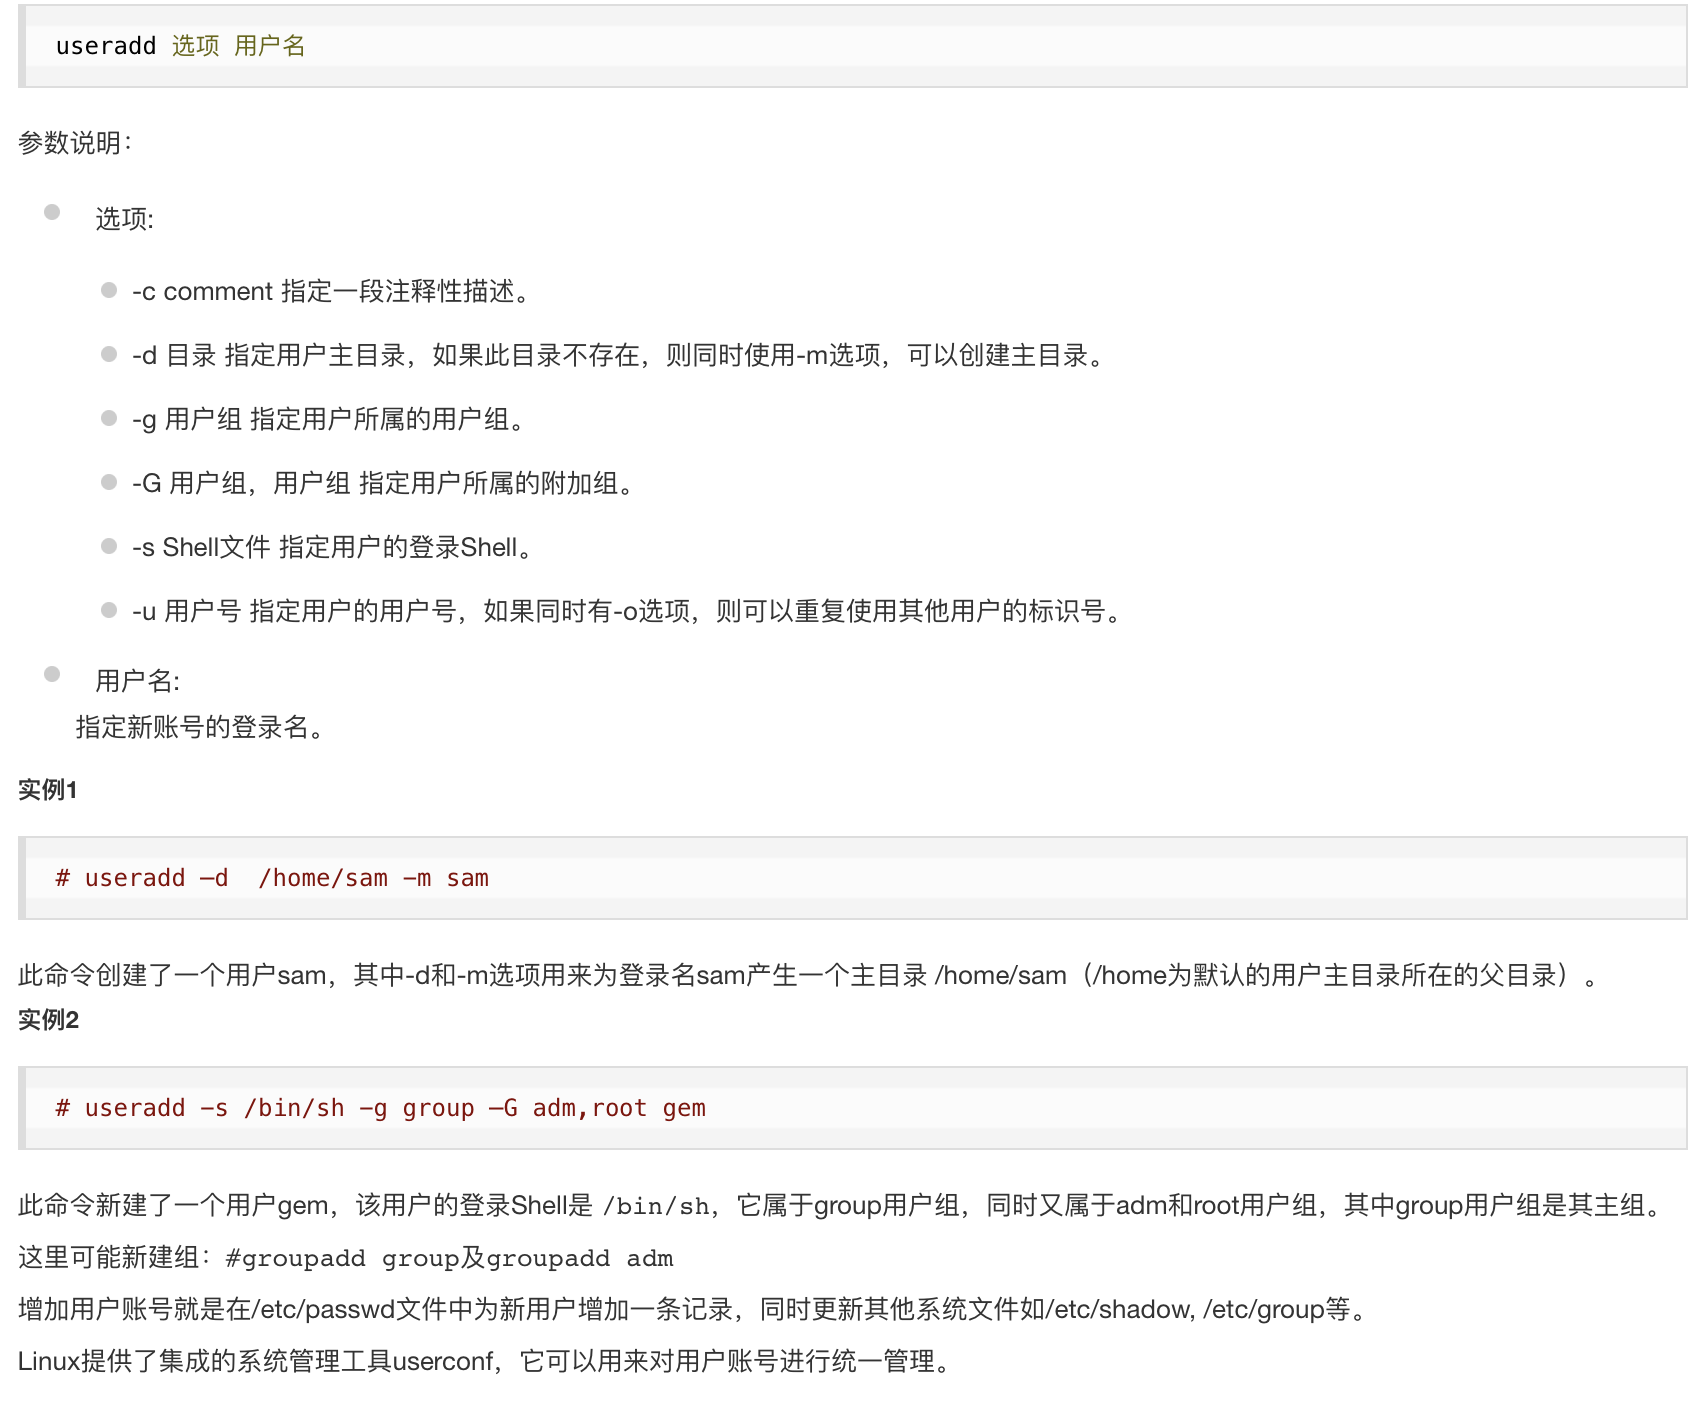 useradd 选项 用户名
参数说明：
选项:
-c comment 指定一段注释性描述。
-d 目录 指定用户主目录，如果此目录不存在，则同时使用-m选项，可以创建主目录。
-g 用户组 指定用户所属的用户组。
-G 用户组，用户组 指定用户所属的附加组。
-s Shell文件 指定用户的登录Shell。
-u 用户号 指定用户的用户号，如果同时有-o选项，则可以重复使用其他用户的标识号。
用户名:
指定新账号的登录名。
实例1
# useradd –d  /home/sam -m sam
此命令创建了一个用户sam，其中-d和-m选项用来为登录名sam产生一个主目录 /home/sam（/home为默认的用户主目录所在的父目录）。
实例2
# useradd -s /bin/sh -g group –G adm,root gem
此命令新建了一个用户gem，该用户的登录Shell是 /bin/sh，它属于group用户组，同时又属于adm和root用户组，其中group用户组是其主组。
这里可能新建组：#groupadd group及groupadd adm
增加用户账号就是在/etc/passwd文件中为新用户增加一条记录，同时更新其他系统文件如/etc/shadow, /etc/group等。
Linux提供了集成的系统管理工具userconf，它可以用来对用户账号进行统一管理。